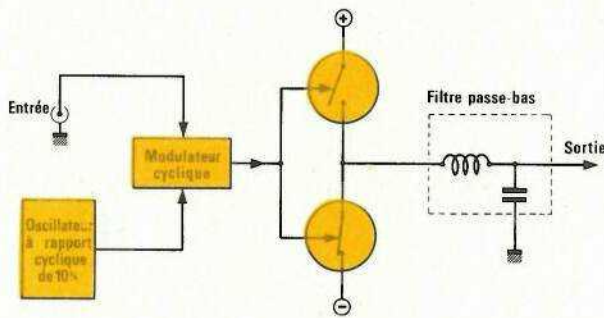 Entrée
Modulateur
cyclique
Oscillateur
à rapport
cyclique
de 10%
+
-
Filtre passe-bas
Sortie